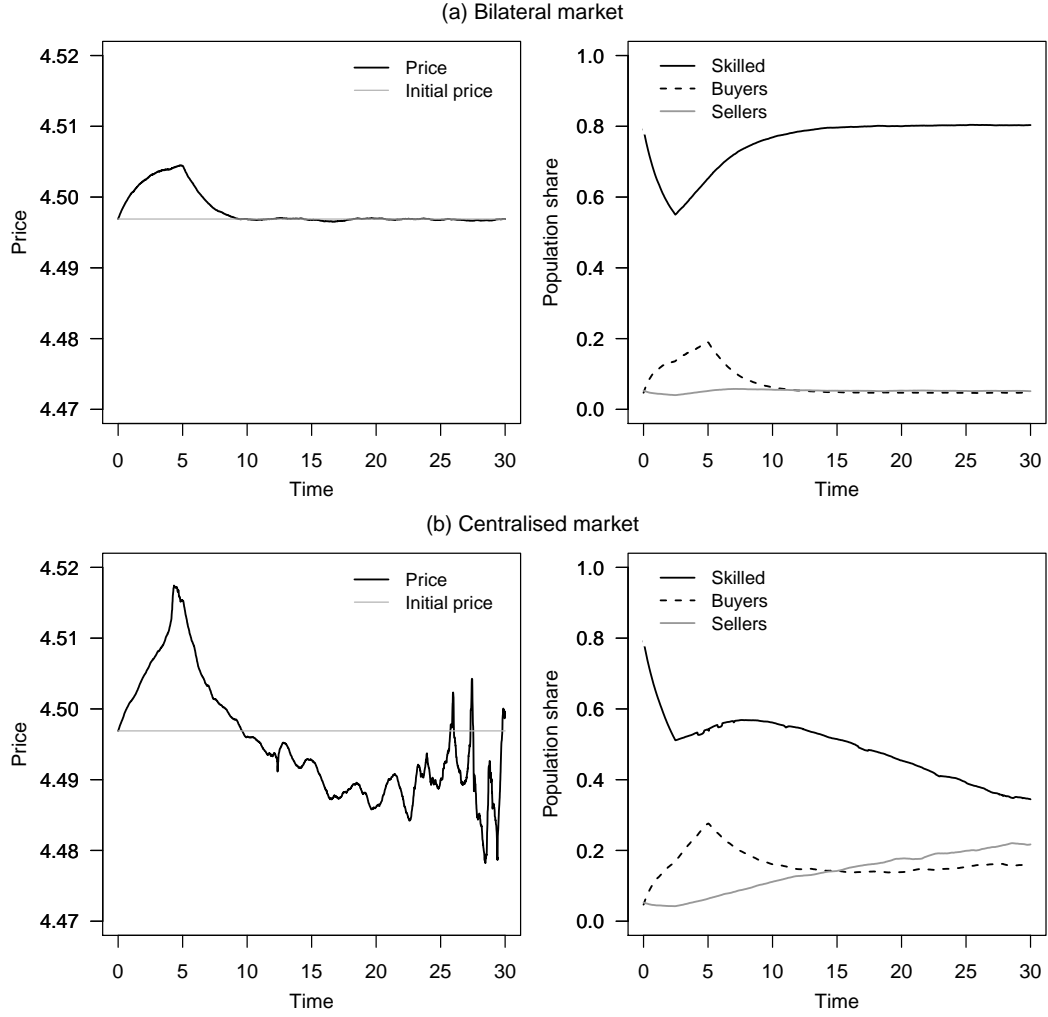 (a) Bilateral market
4.52
4.51
4.50
4.49
4.48
4.47
Price
Price
Initial price
0 5 10 15 20 25 30
Time
1.0
0.8
0.6
0.4
0.2
0.0
Population share
Skilled
Buyers
Sellers
0 5 10 15 20 25 30
Time
(b) Centralised market
4.52
4.51
4.50
4.49
4.48
4.47
Price
Price
Initial price
0 5 10 15 20 25 30
Time
1.0
0.8
0.6
0.4
0.2
0.0
Population share
Skilled
Buyers
Sellers
0 5 10 15 20 25 30
Time